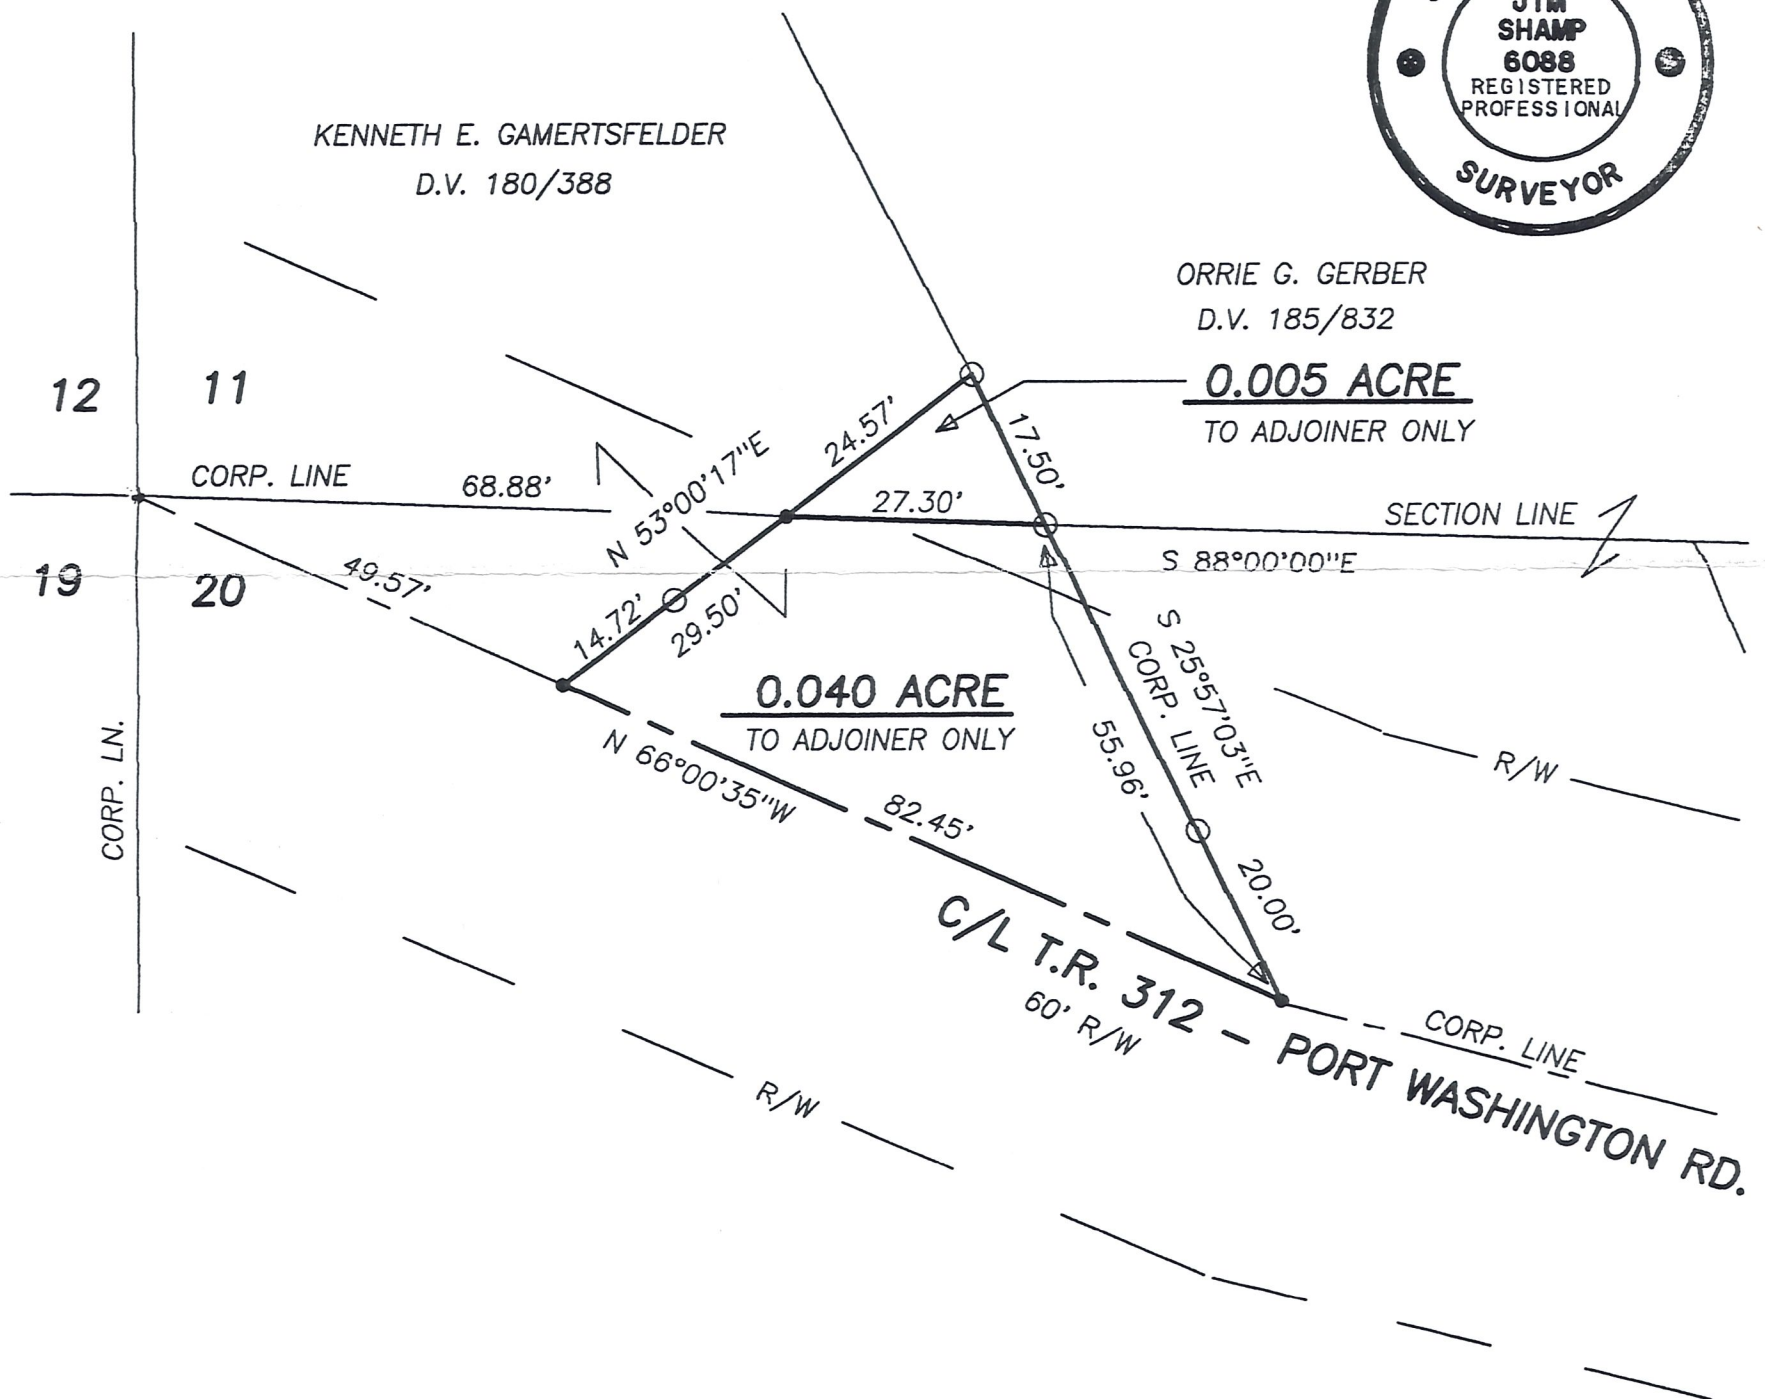 JIM
SHAMP
6088
REGISTERED
PROFESSIONAL
SURVEYOR
KENNETH E. GAMERTSFELDER
D.V. 180/388
ORRIE G. GERBER
D.V. 185/832
0.005 ACRE
TO ADJOINER ONLY
12
11
CORP. LINE
68.88'
N 53°00'17"E
24.57'
17.50'
27.30'
SECTION LINE
S 88°00'00"E
19
20
49.57'
14.72'
29.50'
0.040 ACRE
TO ADJOINER ONLY
S 25°57'03"E
CORP. LINE
55.96'
20.00'
N 66°00'35"W
82.45'
R/W
CORP. LN.
C/L T.R. 312 - PORT WASHINGTON RD.
60' R/W
CORP. LINE
R/W